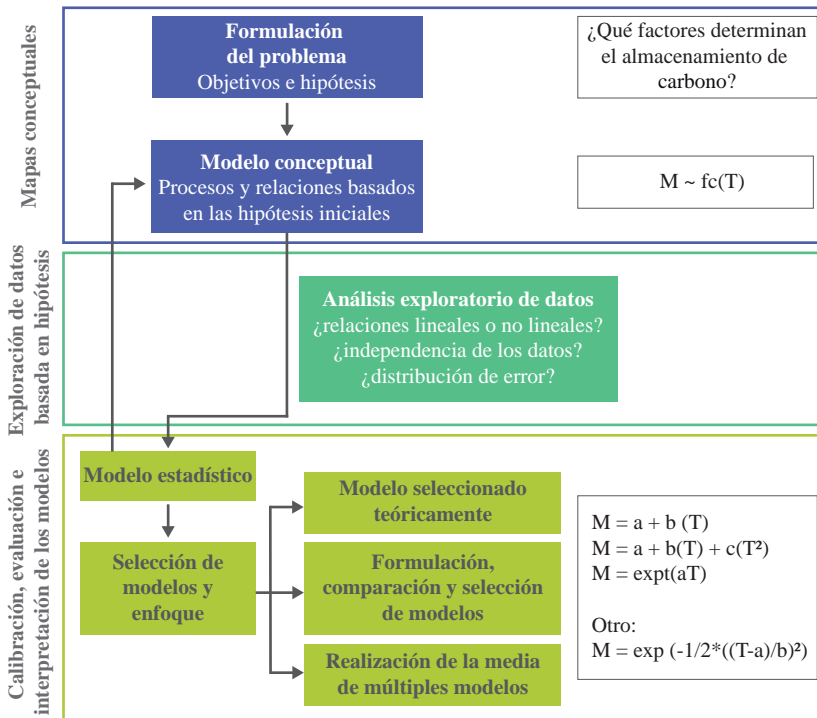 Mapas conceptuales
Formulación
del problema
Objetivos e hipótesis
¿Qué factores determinan
el almacenamiento de
carbono?
Modelo conceptual
Procesos y relaciones basados
en las hipótesis iniciales
M ~ fc(T)
Exploración de datos
basada en hipótesis
Análisis exploratorio de datos
¿relaciones lineales o no lineales?
¿independencia de los datos?
¿distribución de error?
Calibración, evaluación e
interpretación de los modelos
Modelo estadístico
Selección de
modelos y
enfoque
Modelo seleccionado
teóricamente
Formulación,
comparación y selección
de modelos
Realización de la media
de múltiples modelos
M = a + b (T)
M = a + b(T) + c(T²)
M = expt(aT)
Otro:
M = exp (-1/2*((T-a)/b)²)